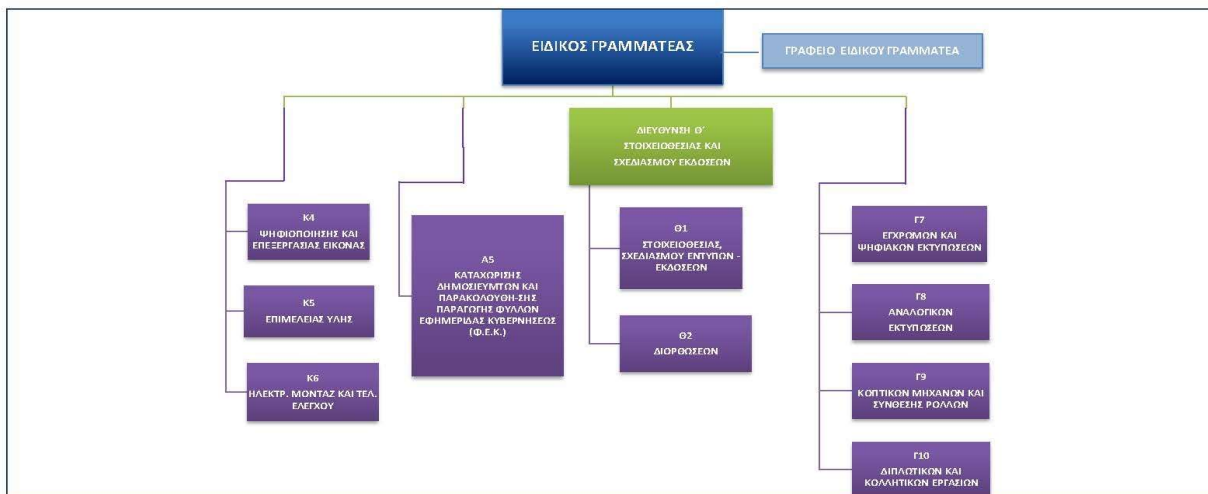 ΕΙΔΙΚΟΣ ΓΡΑΜΜΑΤΕΑΣ
ΓΡΑΦΕΙΟ ΕΙΔΙΚΟΥ ΓΡΑΜΜΑΤΕΑ
ΔΙΕΥΘΥΝΣΗ Θ΄
ΣΤΟΙΧΕΙΟΘΕΣΙΑΣ ΚΑΙ
ΣΧΕΔΙΑΣΜΟΥ ΕΚΔΟΣΕΩΝ
Κ4
ΨΗΦΙΟΠΟΙΗΣΗΣ ΚΑΙ
ΕΠΕΞΕΡΓΑΣΙΑΣ ΕΙΚΟΝΑΣ
Κ5
ΕΠΙΜΕΛΕΙΑΣ ΥΛΗΣ
Κ6
ΗΛΕΚΤΡ. ΜΟΝΤΑΖ ΚΑΙ ΤΕΛ.
ΕΛΕΓΧΟΥ
Α5
ΚΑΤΑΧΩΡΙΣΗΣ
ΔΗΜΟΣΙΕΥΜΤΩΝ ΚΑΙ
ΠΑΡΑΚΟΛΟΥΘΗ-ΣΗΣ
ΠΑΡΑΓΩΓΗΣ ΦΥΛΛΩΝ
ΕΦΗΜΕΡΙΔΑΣ ΚΥΒΕΡΝΗΣΕΩΣ
(Φ.Ε.Κ.)
Θ1
ΣΤΟΙΧΕΙΟΘΕΣΙΑΣ,
ΣΧΕΔΙΑΣΜΟΥ ΕΝΤΥΠΩΝ -
ΕΚΔΟΣΕΩΝ
Θ2
ΔΙΟΡΘΩΣΕΩΝ
Γ7
ΕΓΧΡΩΜΩΝ ΚΑΙ
ΨΗΦΙΑΚΩΝ ΕΚΤΥΠΩΣΕΩΝ
Γ8
ΑΝΑΛΟΓΙΚΩΝ
ΕΚΤΥΠΩΣΕΩΝ
Γ9
ΚΟΠΤΙΚΩΝ ΜΗΧΑΝΩΝ ΚΑΙ
ΣΥΝΘΕΣΗΣ ΡΟΛΛΩΝ
Γ10
ΔΙΠΛΩΤΙΚΩΝ ΚΑΙ
ΚΟΛΛΗΤΙΚΩΝ ΕΡΓΑΣΙΩΝ